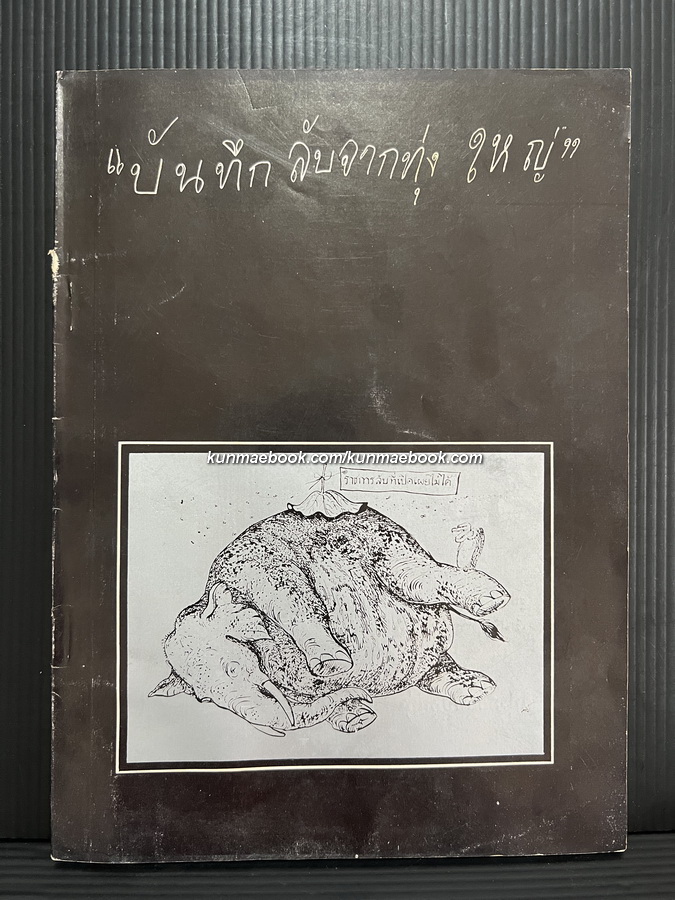 "บันทึก ลับจากทุ่ง ใหญ่"
kunmaebook.com/kunmaebook.com
ราชการลับที่เปิดเผยไม่ได้